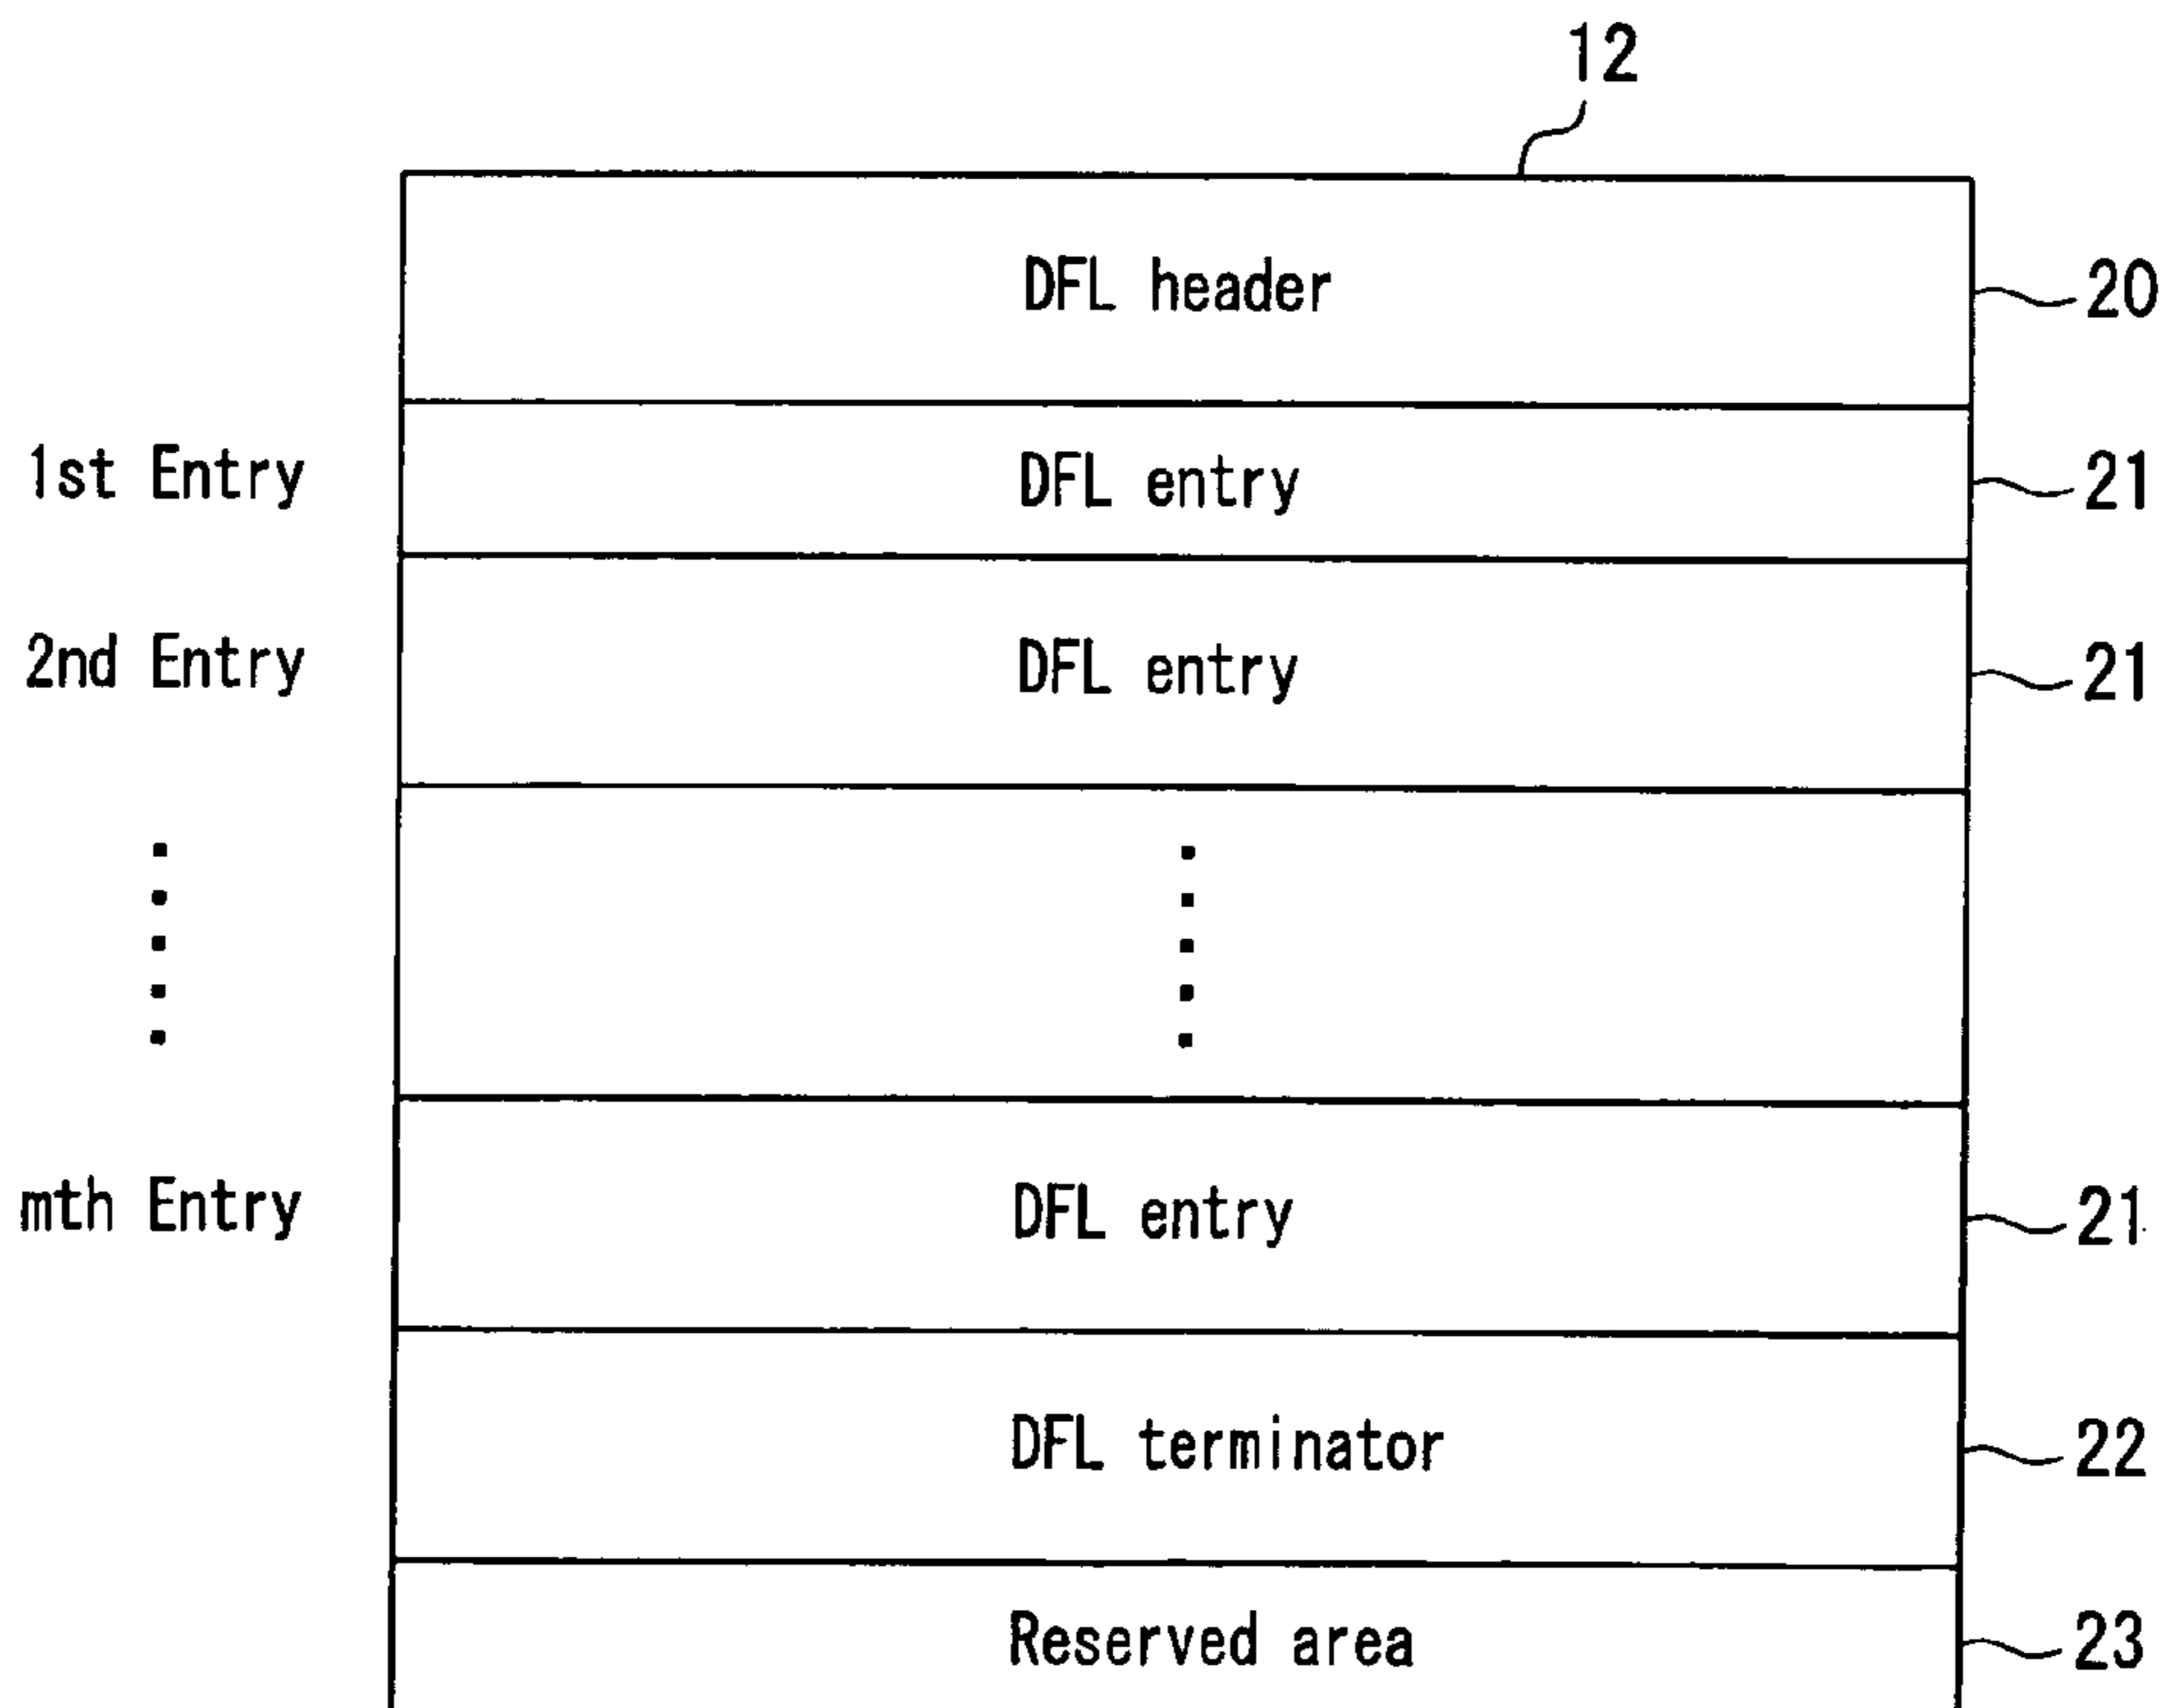 12
DFL header 20
1st Entry DFL entry 21
2nd Entry DFL entry 21
mth Entry DFL entry 21
DFL terminator 22
Reserved area 23